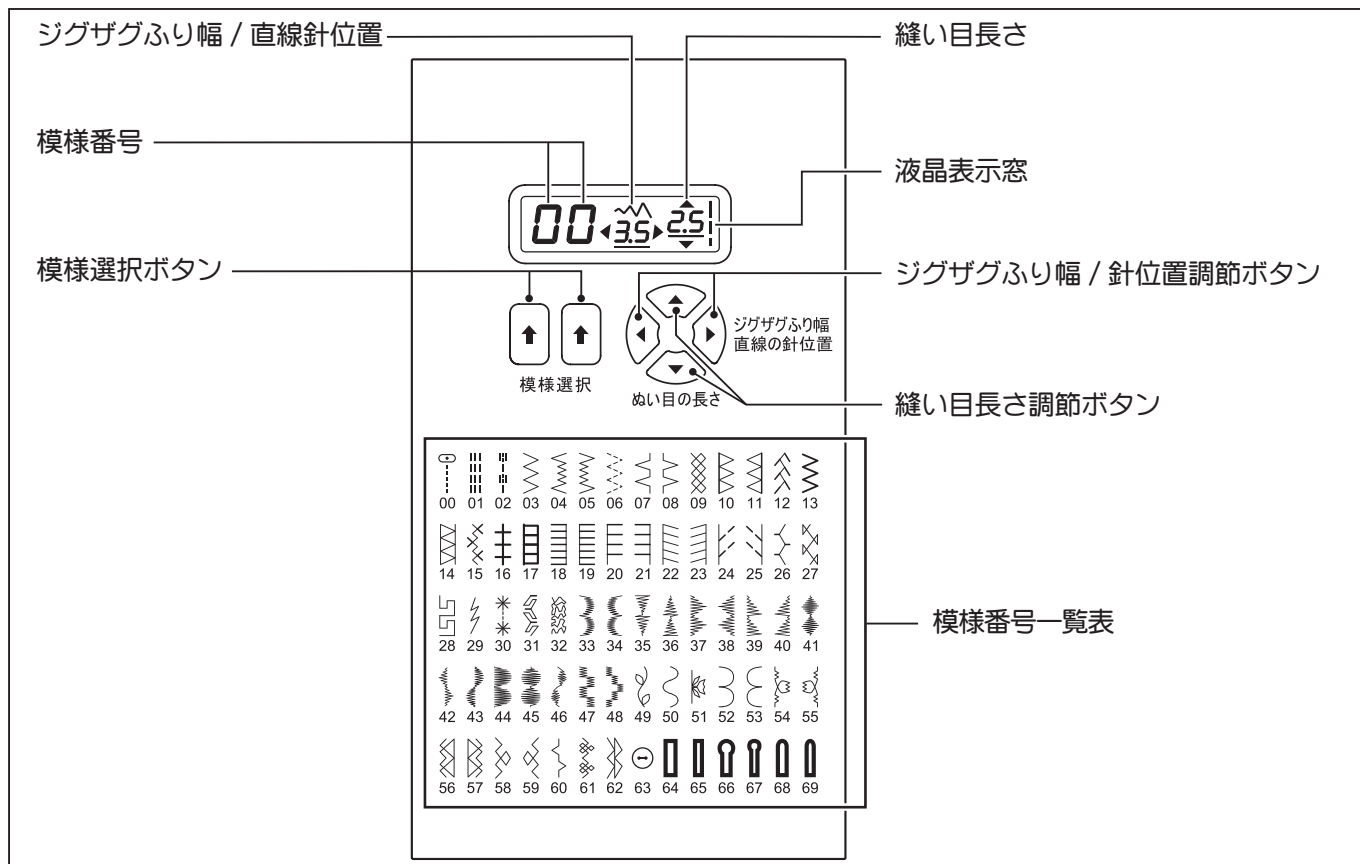 ジグザグふり幅 / 直線針位置
縫い目長さ
模様番号
液晶表示窓
00 3.5 2.5
模様選択ボタン
ジグザグふり幅 / 針位置調節ボタン
ジグザグふり幅
直線の針位置
模様選択
ぬい目の長さ
縫い目長さ調節ボタン
00 01 02 03 04 05 06 07 08 09 10 11 12 13
14 15 16 17 18 19 20 21 22 23 24 25 26 27
模様番号一覧表
28 29 30 31 32 33 34 35 36 37 38 39 40 41
42 43 44 45 46 47 48 49 50 51 52 53 54 55
56 57 58 59 60 61 62 63 64 65 66 67 68 69